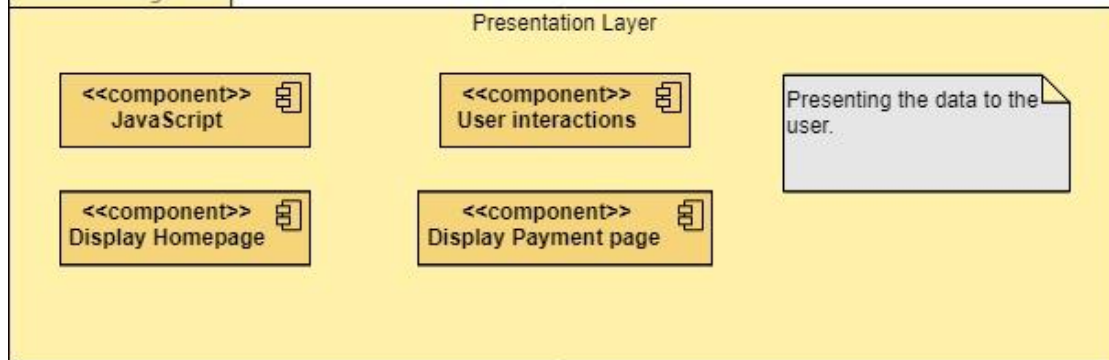 Presentation Layer
<<component>>
JavaScript
<<component>>
User interactions
Presenting the data to the
user.
<<component>>
Display Homepage
<<component>>
Display Payment page